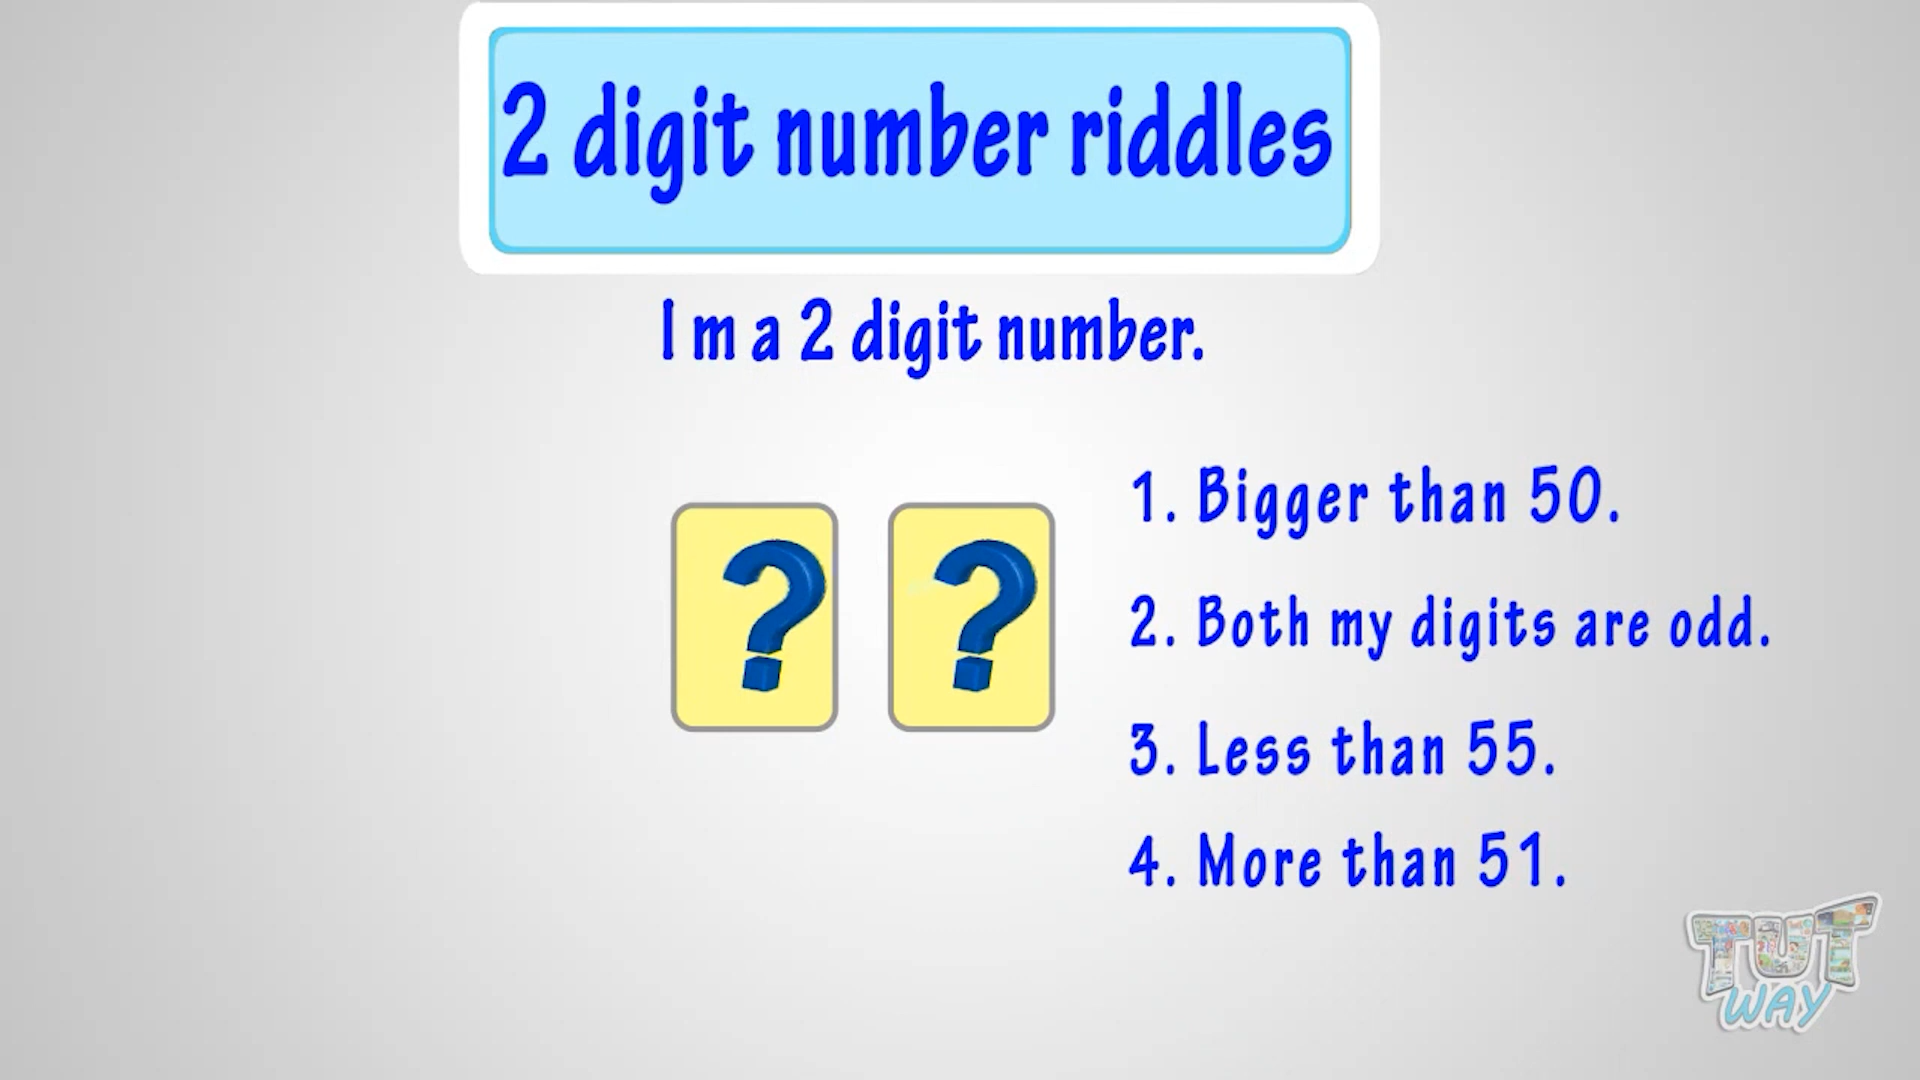 2 digit number riddles
I m a 2 digit number.
? ?
1. Bigger than 50.
2. Both my digits are odd.
3. Less than 55.
4. More than 51.
TUT
WAY